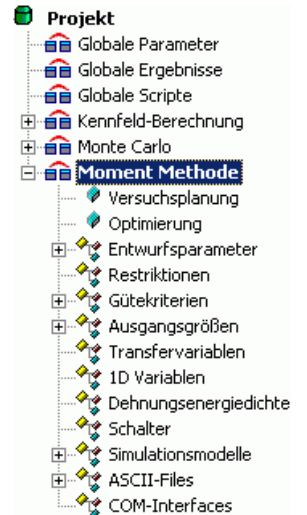 Projekt
Globale Parameter
Globale Ergebnisse
Globale Scripte
Kennfeld-Berechnung
Monte Carlo
Moment Methode
Versuchsplanung
Optimierung
Entwurfsparameter
Restriktionen
Gütekriterien
Ausgangsgrößen
Transfervariablen
1D Variablen
Dehnungsenergiedichte
Schalter
Simulationsmodelle
ASCII-Files
COM-Interfaces